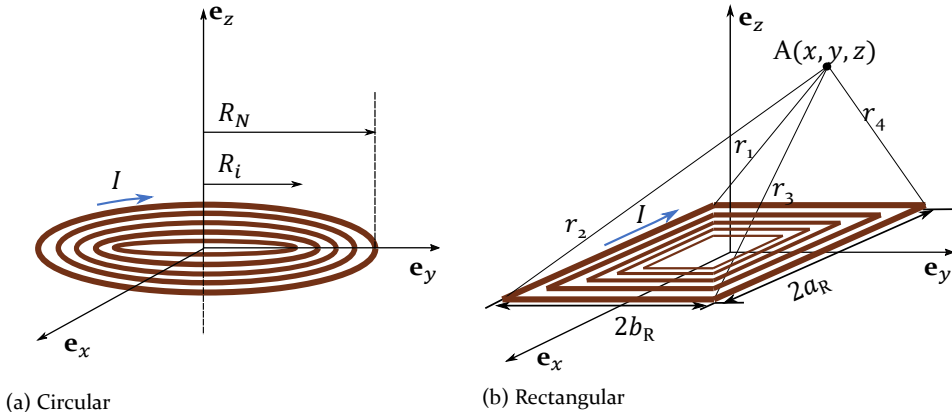 e_z
R_N
R_i
I
e_y
e_x
(a) Circular
e_z
A(x, y, z)
r_4
r_1
r_3
I
r_2
e_y
2a_R
2b_R
e_x
(b) Rectangular